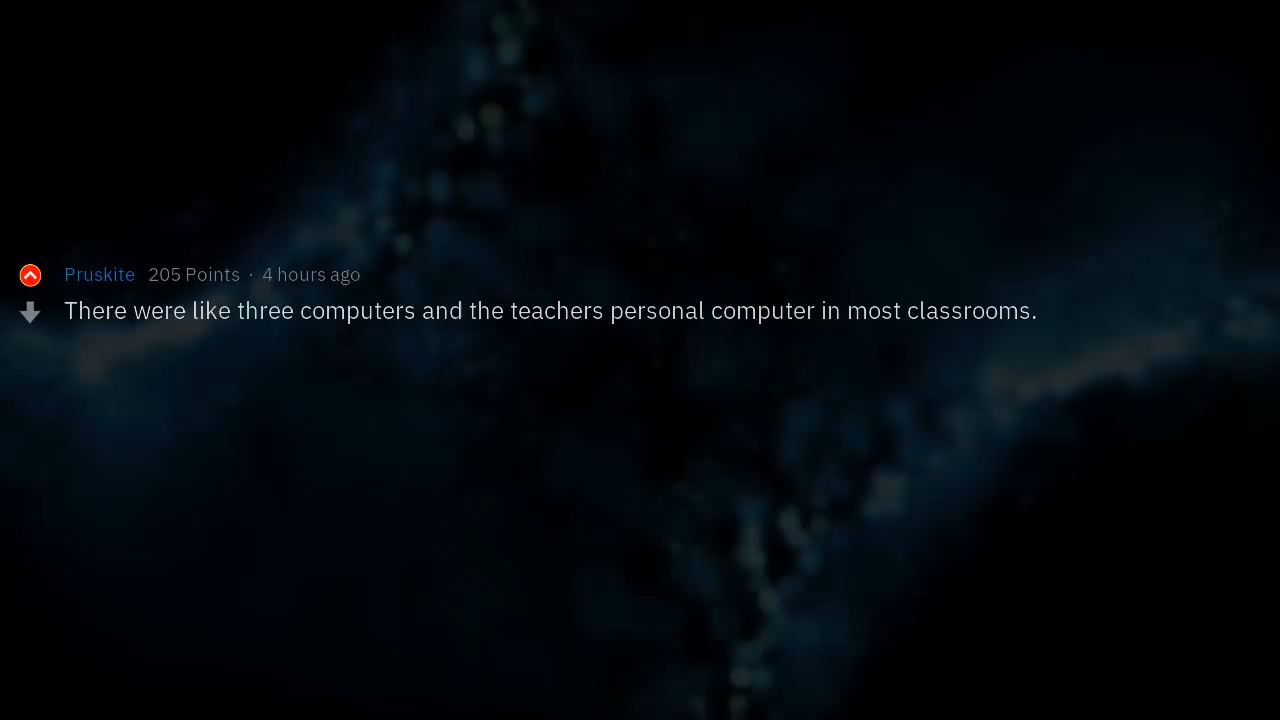 Pruskite 205 Points · 4 hours ago
There were like three computers and the teachers personal computer in most classrooms.